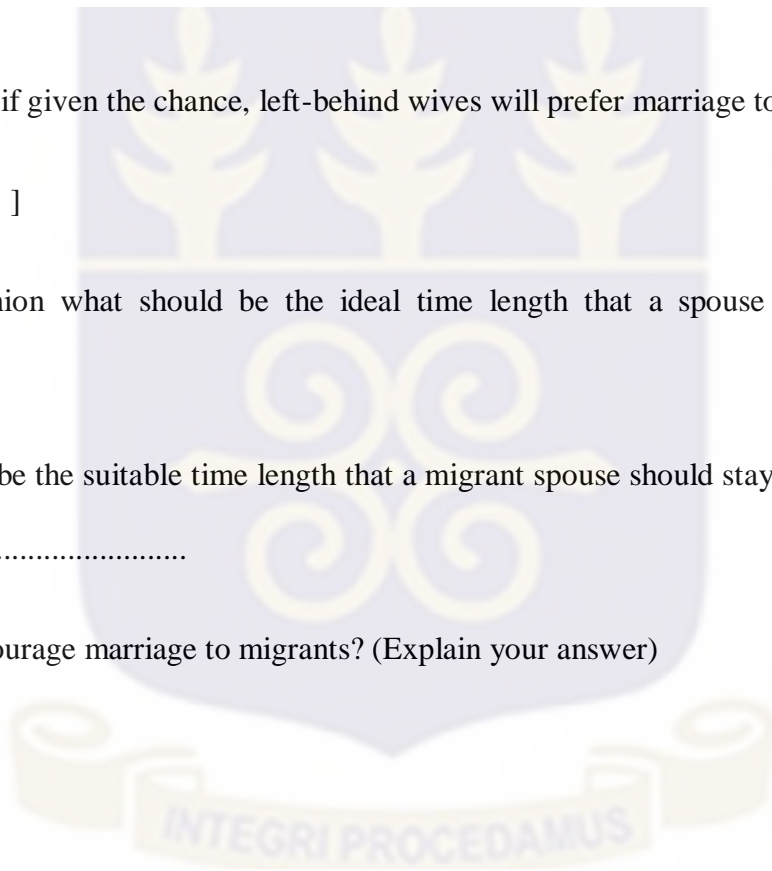 if given the chance, left-behind wives will prefer marriage to
]
what should be the ideal time length that a spouse
be the suitable time length that a migrant spouse should stay
.......................
marriage to migrants? (Explain your answer)
INTEGRI PROCEDAMUS